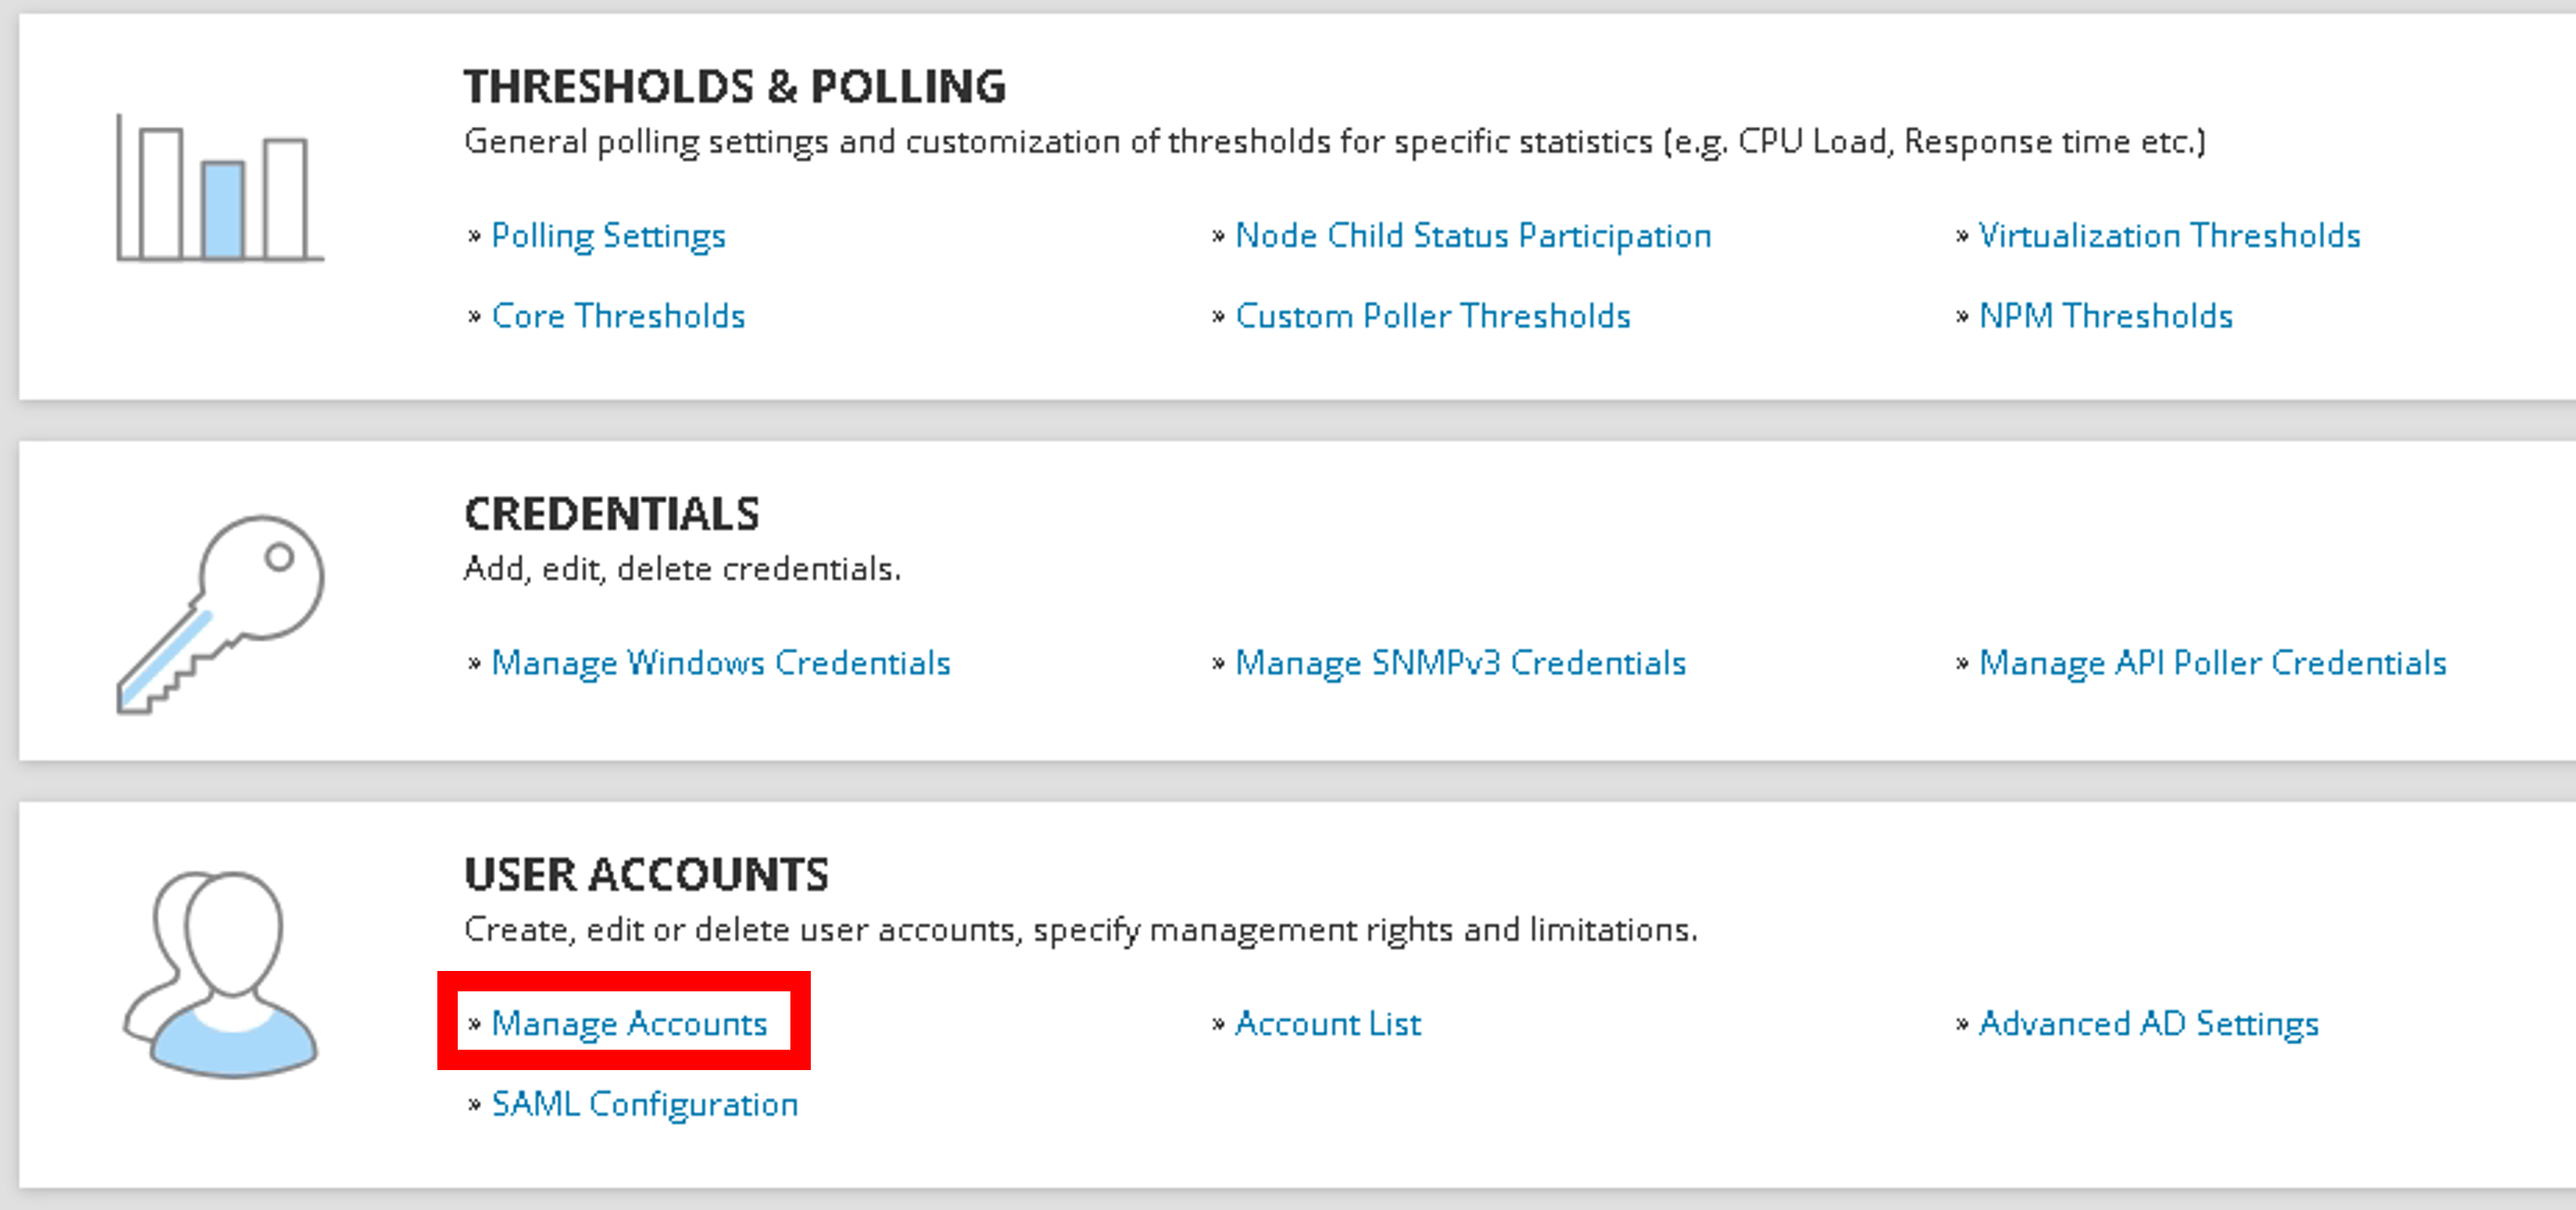 THRESHOLDS & POLLING
General polling settings and customization of thresholds for specific statistics (e.g. CPU Load, Response time etc.)
» Polling Settings » Node Child Status Participation » Virtualization Thresholds
» Core Thresholds » Custom Poller Thresholds » NPM Thresholds
CREDENTIALS
Add, edit, delete credentials.
» Manage Windows Credentials » Manage SNMPv3 Credentials » Manage API Poller Credentials
USER ACCOUNTS
Create, edit or delete user accounts, specify management rights and limitations.
» Manage Accounts » Account List » Advanced AD Settings
» SAML Configuration